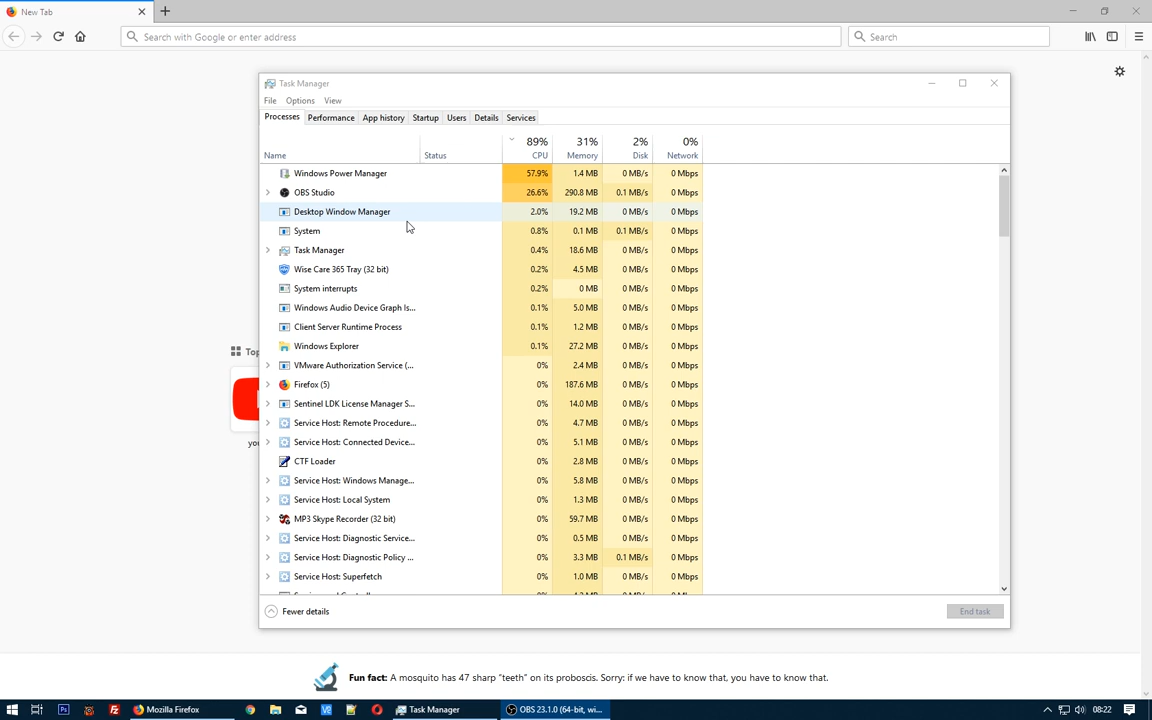 New Tab
Search with Google or enter address
Search
Task Manager
File Options View
Processes Performance App history Startup Users Details Services
89% 31% 2% 0%
Name Status CPU Memory Disk Network
Windows Power Manager 57.9% 1.4 MB 0 MB/s 0 Mbps
OBS Studio 26.6% 290.8 MB 0.1 MB/s 0 Mbps
Desktop Window Manager 2.0% 19.2 MB 0 MB/s 0 Mbps
System 0.8% 0.1 MB 0.1 MB/s 0 Mbps
Task Manager 0.4% 18.6 MB 0 MB/s 0 Mbps
Wise Care 365 Tray (32 bit) 0.2% 4.5 MB 0 MB/s 0 Mbps
System interrupts 0.2% 0 MB 0 MB/s 0 Mbps
Windows Audio Device Graph Is... 0.1% 5.0 MB 0 MB/s 0 Mbps
Client Server Runtime Process 0.1% 1.2 MB 0 MB/s 0 Mbps
Windows Explorer 0.1% 27.2 MB 0 MB/s 0 Mbps
Top
VMware Authorization Service (... 0% 2.4 MB 0 MB/s 0 Mbps
Firefox (5) 0% 187.6 MB 0 MB/s 0 Mbps
Sentinel LDK License Manager S... 0% 14.0 MB 0 MB/s 0 Mbps
Service Host: Remote Procedure... 0% 4.7 MB 0 MB/s 0 Mbps
you
Service Host: Connected Device... 0% 5.1 MB 0 MB/s 0 Mbps
CTF Loader 0% 2.8 MB 0 MB/s 0 Mbps
Service Host: Windows Manage... 0% 5.8 MB 0 MB/s 0 Mbps
Service Host: Local System 0% 1.3 MB 0 MB/s 0 Mbps
MP3 Skype Recorder (32 bit) 0% 59.7 MB 0 MB/s 0 Mbps
Service Host: Diagnostic Service... 0% 0.5 MB 0 MB/s 0 Mbps
Service Host: Diagnostic Policy ... 0% 3.3 MB 0.1 MB/s 0 Mbps
Service Host: Superfetch 0% 1.0 MB 0 MB/s 0 Mbps
Fewer details
End task
Fun fact: A mosquito has 47 sharp "teeth" on its proboscis. Sorry: if we have to know that, you have to know that.
Ps Fz Mozilla Firefox Task Manager OBS 23.1.0 (64-bit, wi... 08:22